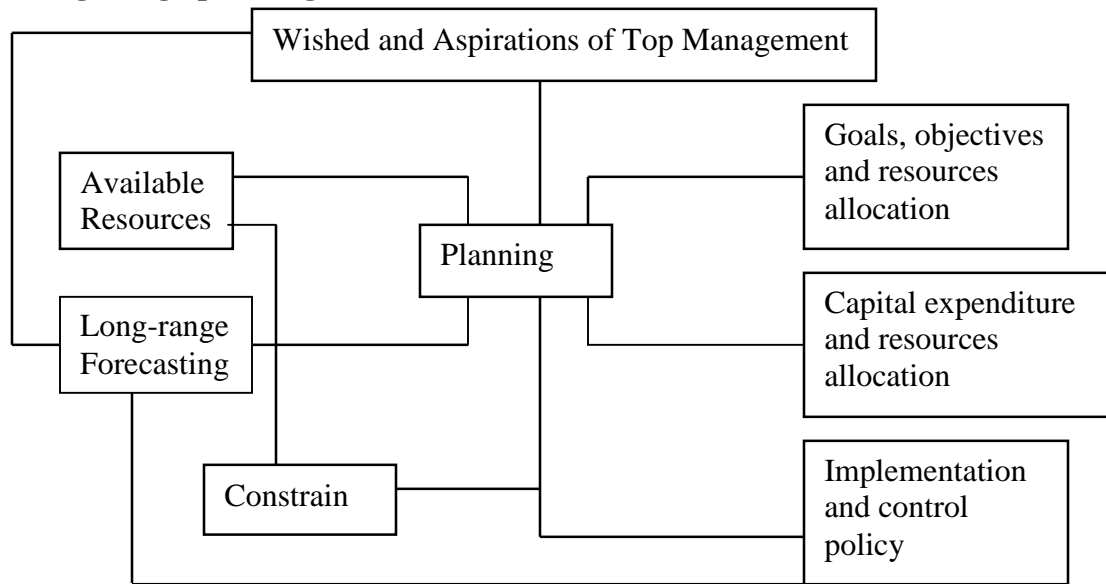 Wished and Aspirations of Top Management
Goals, objectives
and resources
allocation
Available
Resources
Planning
Long-range
Forecasting
Capital expenditure
and resources
allocation
Constrain
Implementation
and control
policy